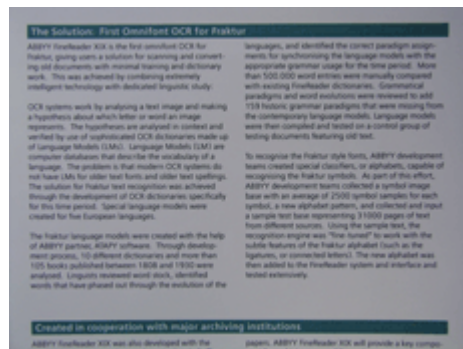 The Solution: First Omnifont OCR for Fraktur
ABBYY FineReader XIX is the first omnifont OCR for
Fraktur, giving users a solution for scanning and convert-
ing old documents with minimal training and dictionary
work. This was achieved by combining extremely
intelligent technology with dedicated linguistic study:
OCR systems work by analysing a text image and making
a hypothesis about which letter or word an image
represents. The hypotheses are analysed in context and
verified by use of sophisticated OCR dictionaries made up
of Language Models (LMs). Language Models (LM) are
computer databases that describe the vocabulary of a
language. The problem is that modern OCR systems do
not have LMs for older text fonts and older text spellings.
The solution for Fraktur text recognition was achieved
through the development of OCR dictionaries specifically
for this time period. Special language models were
created for five European languages.
The Fraktur language models were created with the help
of ABBYY partner, ATAPY software. Through develop-
ment process, 10 different dictionaries and more than
105 books published between 1808 and 1930 were
analysed. Linguists reviewed word stock, identified
words that have phased out through the evolution of the
languages, and identified the correct paradigm assign-
ments for synchronising the language models with the
appropriate grammar usage for the time period. More
than 500.000 word entries were manually compared
with existing FineReader dictionaries. Grammatical
paradigms and word evolutions were reviewed to add
159 historic grammar paradigms that were missing from
the contemporary language models. Language models
were then compiled and tested on a control group of
testing documents featuring old text.
To recognise the Fraktur style fonts, ABBYY development
teams created special classifiers, or alphabets, capable of
recognising the fraktur symbols. As part of this effort,
ABBYY development teams collected a symbol image
base with an average of 2500 symbol samples for each
symbol, a new alphabet pattern, and collected and input
a sample test base representing 31000 pages of text
from different sources. Using the sample text, the
recognition engine was "fine-tuned" to work with the
subtle features of the fraktur alphabet (such as the
ligatures, or connected letters). The new alphabet was
then added to the FineReader system and interface and
tested extensively.
Created in cooperation with major archiving institutions
ABBYY FineReader XIX was also developed with the
papers. ABBYY FineReader XIX will provide a key compo-